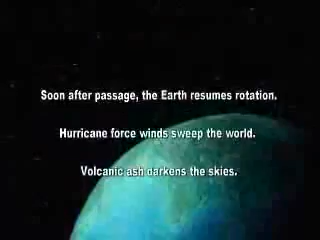 Soon after passage, the Earth resumes rotation.
Hurricane force winds sweep the world.
Volcanic ash darkens the skies.